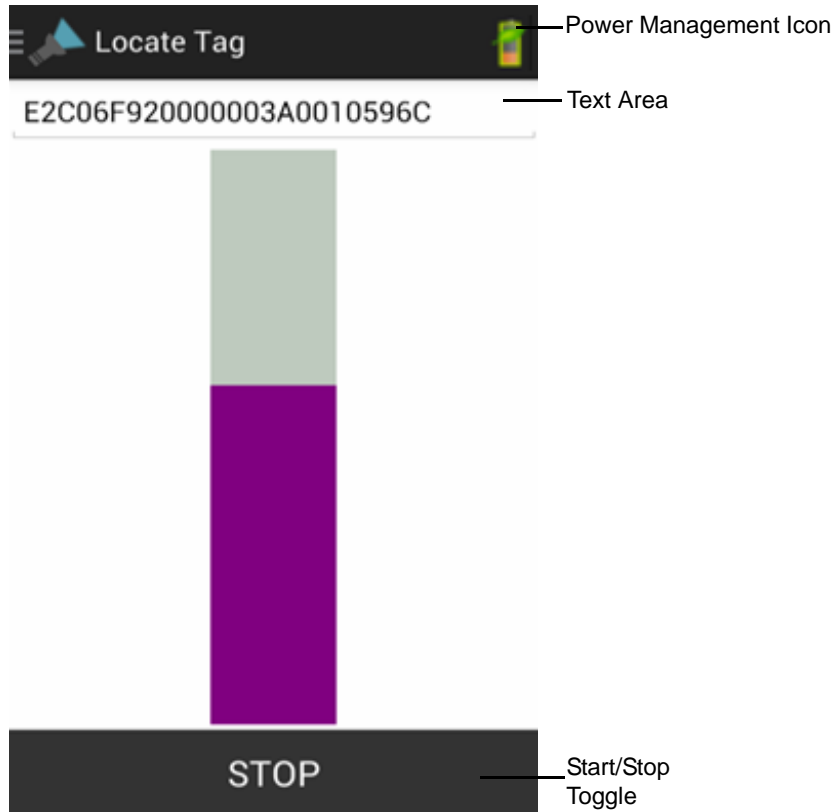 Locate Tag
Power Management Icon
E2C06F920000003A0010596C
Text Area
STOP
Start/Stop
Toggle